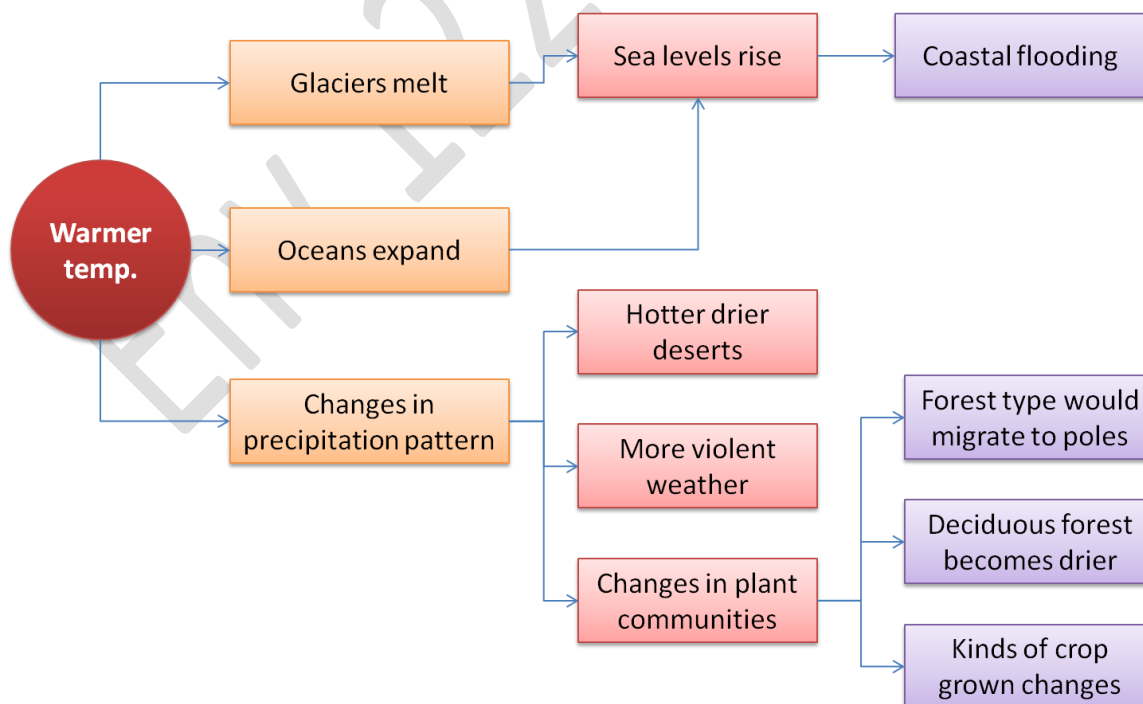 Glaciers melt
Sea levels rise
Coastal flooding
Warmer
temp.
Oceans expand
Hotter drier
deserts
Changes in
precipitation pattern
More violent
weather
Changes in plant
communities
Forest type would
migrate to poles
Deciduous forest
becomes drier
Kinds of crop
grown changes